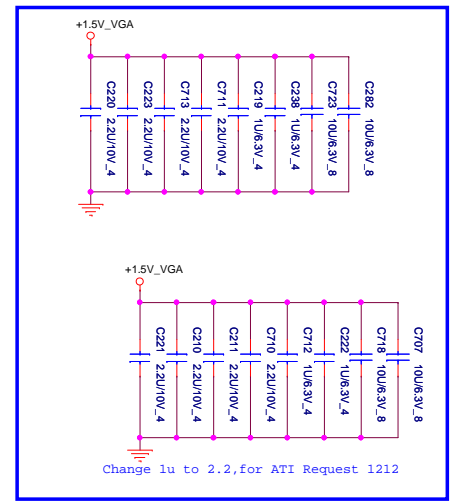 +1.5V_VGA
C220 2.2U/10V_4
C223 2.2U/10V_4
C713 2.2U/10V_4
C711 2.2U/10V_4
C219 1U/6.3V_4
C238 1U/6.3V_4
C723 10U/6.3V_8
C282 10U/6.3V_8
+1.5V_VGA
C221 2.2U/10V_4
C210 2.2U/10V_4
C211 2.2U/10V_4
C710 2.2U/10V_4
C712 1U/6.3V_4
C222 1U/6.3V_4
C718 10U/6.3V_8
C707 10U/6.3V_8
Change 1u to 2.2,for ATI Request 1212